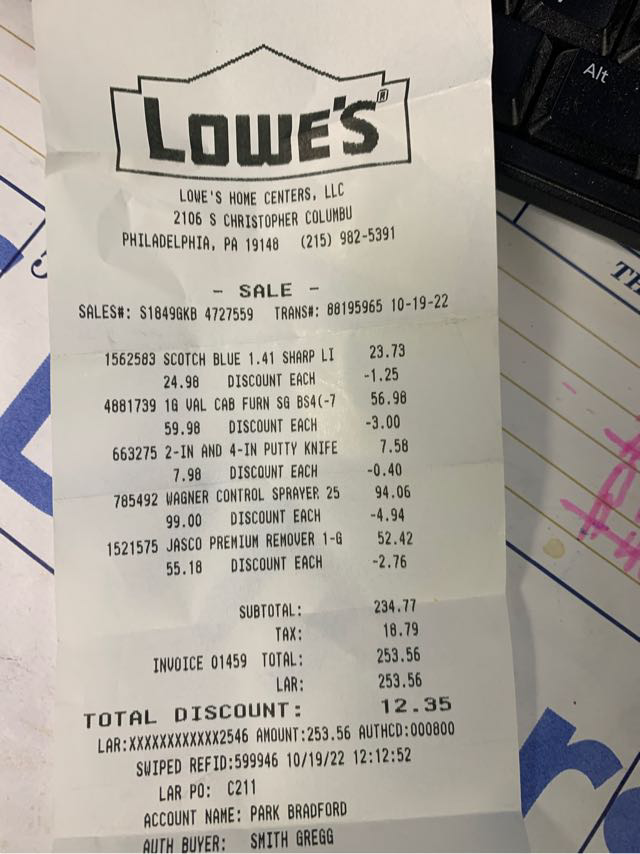 LOWE'S®
LOWE'S HOME CENTERS, LLC
2106 S CHRISTOPHER COLUMBU
PHILADELPHIA, PA 19148 (215) 982-5391
- SALE -
SALES#: S1849GKB 4727559 TRANS#: 88195965 10-19-22
1562583 SCOTCH BLUE 1.41 SHARP LI 23.73
24.98 DISCOUNT EACH -1.25
4881739 1G VAL CAB FURN SG BS4(-7 56.98
59.98 DISCOUNT EACH -3.00
663275 2-IN AND 4-IN PUTTY KNIFE 7.58
7.98 DISCOUNT EACH -0.40
785492 WAGNER CONTROL SPRAYER 25 94.06
99.00 DISCOUNT EACH -4.94
1521575 JASCO PREMIUM REMOVER 1-G 52.42
55.18 DISCOUNT EACH -2.76
SUBTOTAL: 234.77
TAX: 18.79
INVOICE 01459 TOTAL: 253.56
LAR: 253.56
TOTAL DISCOUNT: 12.35
LAR:XXXXXXXXXXXX2546 AMOUNT:253.56 AUTHCD:000800
SWIPED REFID:599946 10/19/22 12:12:52
LAR PO: C211
ACCOUNT NAME: PARK BRADFORD
AUTH BUYER: SMITH GREGG
Alt
TH